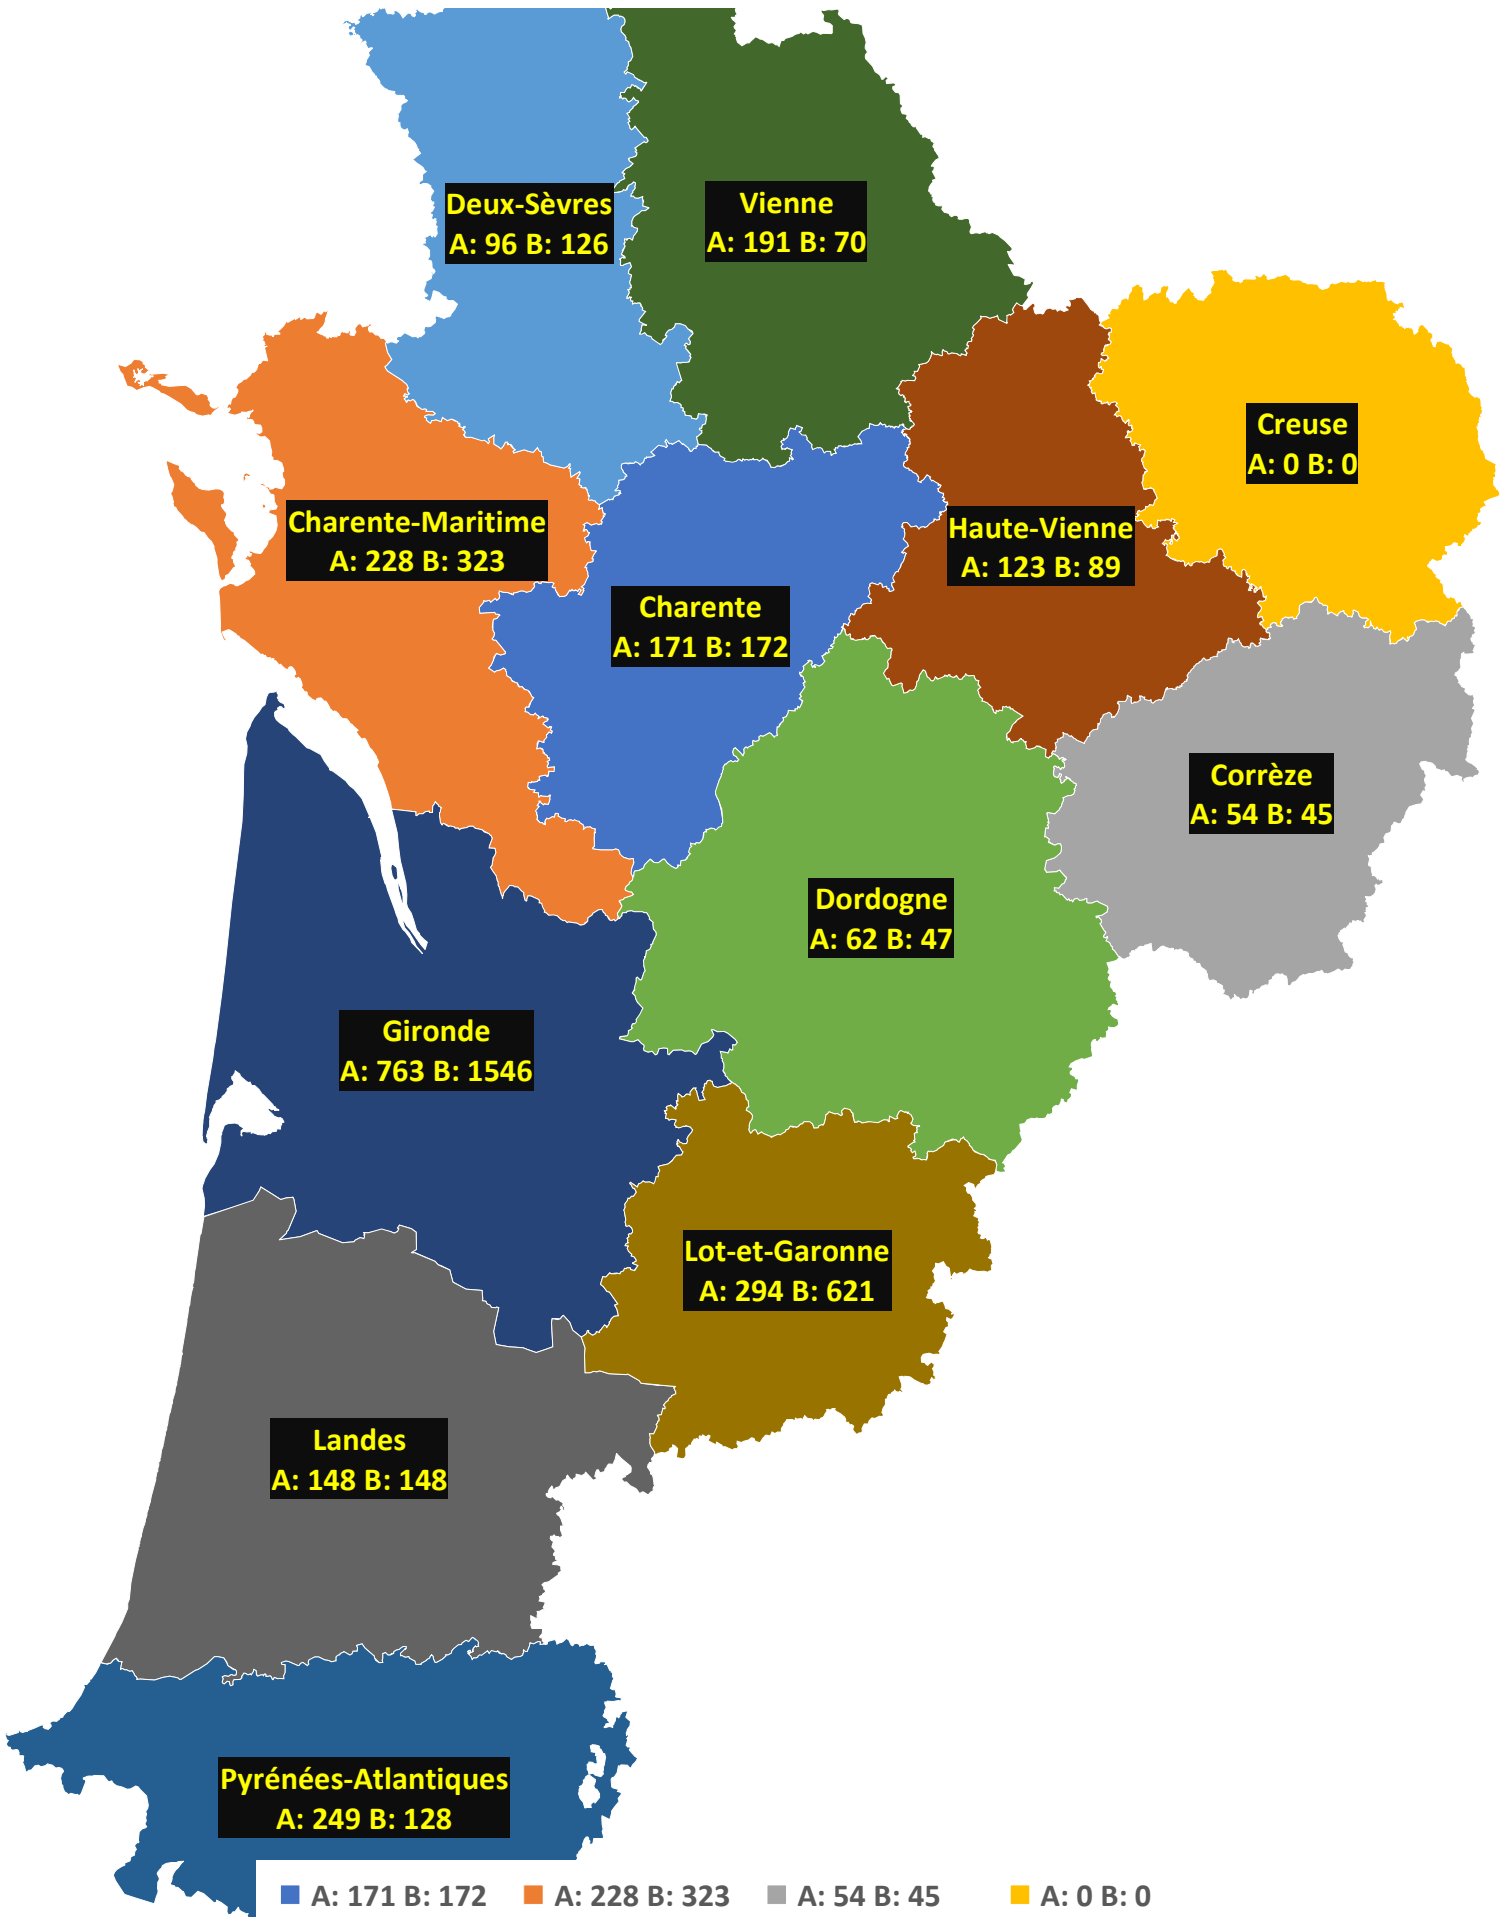 Deux-Sèvres
A: 96 B: 126
Vienne
A: 191 B: 70
Creuse
A: 0 B: 0
Charente-Maritime
A: 228 B: 323
Haute-Vienne
A: 123 B: 89
Charente
A: 171 B: 172
Corrèze
A: 54 B: 45
Dordogne
A: 62 B: 47
Gironde
A: 763 B: 1546
Lot-et-Garonne
A: 294 B: 621
Landes
A: 148 B: 148
Pyrénées-Atlantiques
A: 249 B: 128
A: 171 B: 172 A: 228 B: 323 A: 54 B: 45 A: 0 B: 0